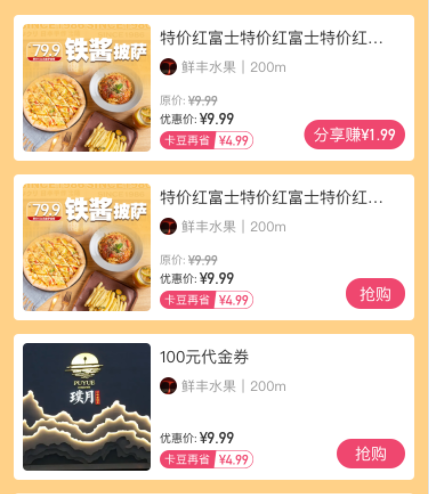 79.9
铁酱披萨
特价红富士特价红富士特价红...
鲜丰水果 | 200m
原价: ¥9.99
优惠价: ¥9.99
卡豆再省 ¥4.99
分享赚¥1.99
79.9
铁酱披萨
特价红富士特价红富士特价红...
鲜丰水果 | 200m
原价: ¥9.99
优惠价: ¥9.99
卡豆再省 ¥4.99
抢购
PUYUE
璞月
100元代金券
鲜丰水果 | 200m
优惠价: ¥9.99
卡豆再省 ¥4.99
抢购